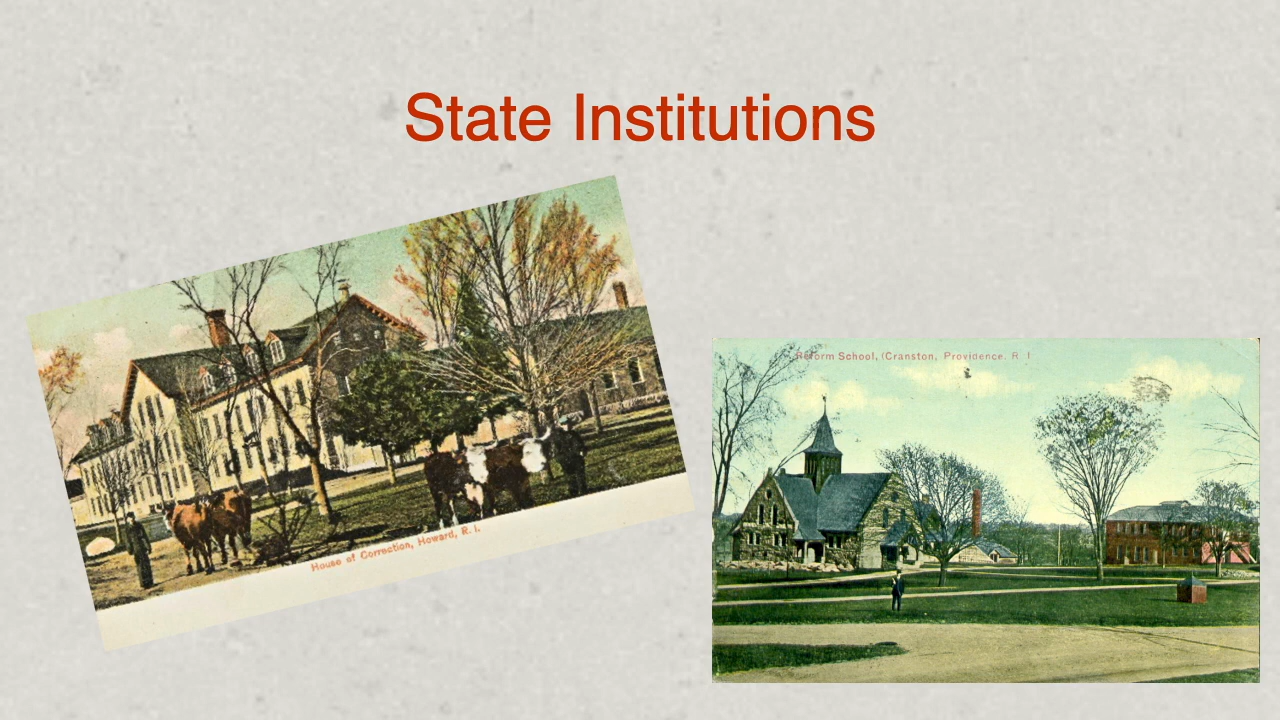 State Institutions
House of Correction, Howard, R. I.
Reform School, (Cranston, Providence. R I